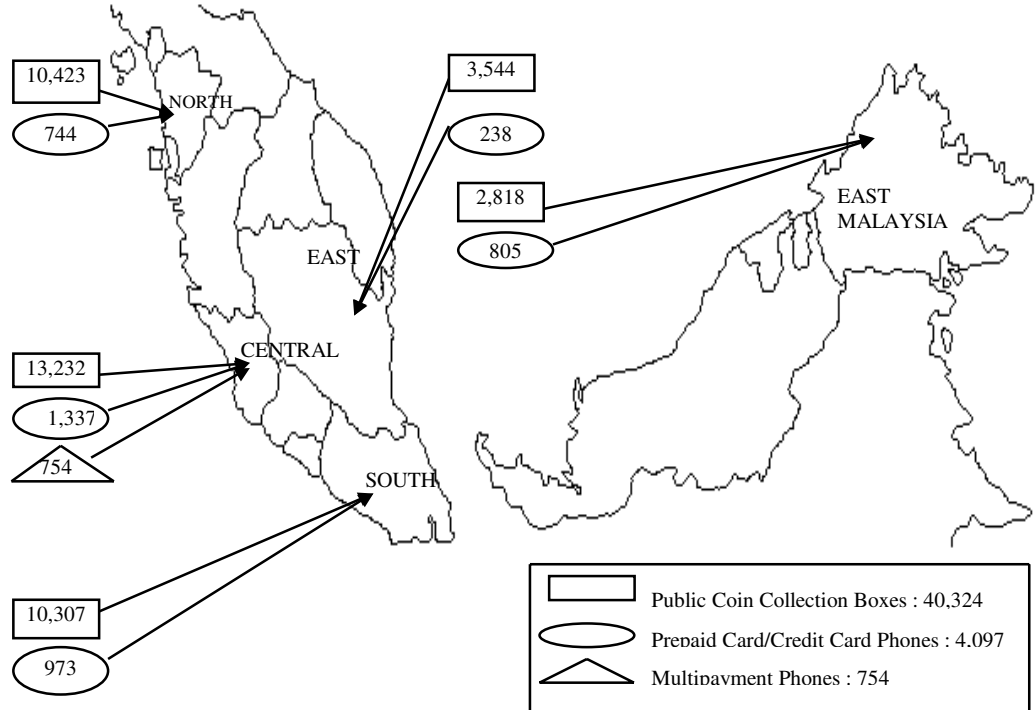 10,423
NORTH
744
3,544
238
2,818
805
EAST
MALAYSIA
EAST
CENTRAL
13,232
1,337
754
SOUTH
10,307
973
Public Coin Collection Boxes : 40,324
Prepaid Card/Credit Card Phones : 4,097
Multipayment Phones : 754